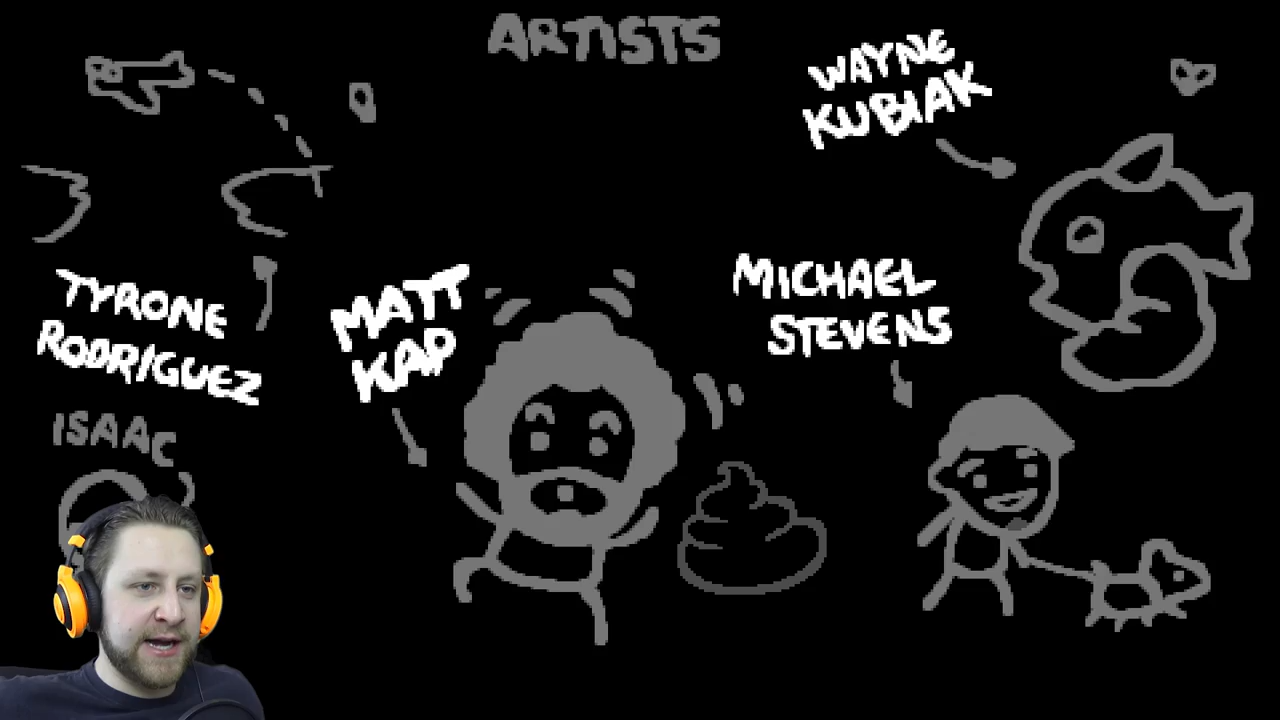 ARTISTS
WAYNE
KUBIAK
TYRONE
RODRIGUEZ
MATT
KAP
MICHAEL
STEVENS
ISAAC